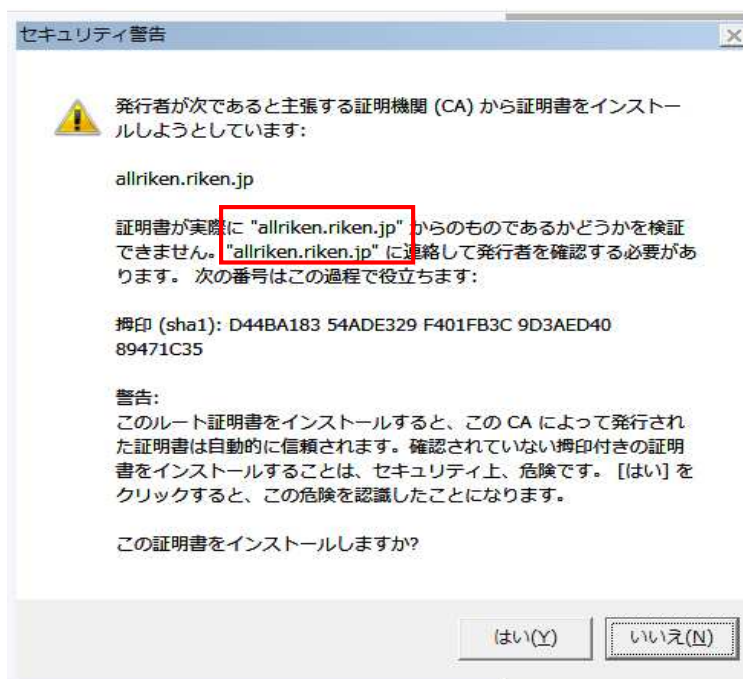 セキュリティ警告
発行者が次であると主張する証明機関 (CA) から証明書をインストー
ルしようとしています:
allriken.riken.jp
証明書が実際に "allriken.riken.jp" からのものであるかどうかを検証
できません。 "allriken.riken.jp" に連絡して発行者を確認する必要があ
ります。 次の番号はこの過程で役立ちます:
拇印 (sha1): D44BA183 54ADE329 F401FB3C 9D3AED40
89471C35
警告:
このルート証明書をインストールすると、この CA によって発行され
た証明書は自動的に信頼されます。確認されていない拇印付きの証明
書をインストールすることは、セキュリティ上、危険です。 [はい] を
クリックすると、この危険を認識したことになります。
この証明書をインストールしますか?
はい(Y)
いいえ(N)